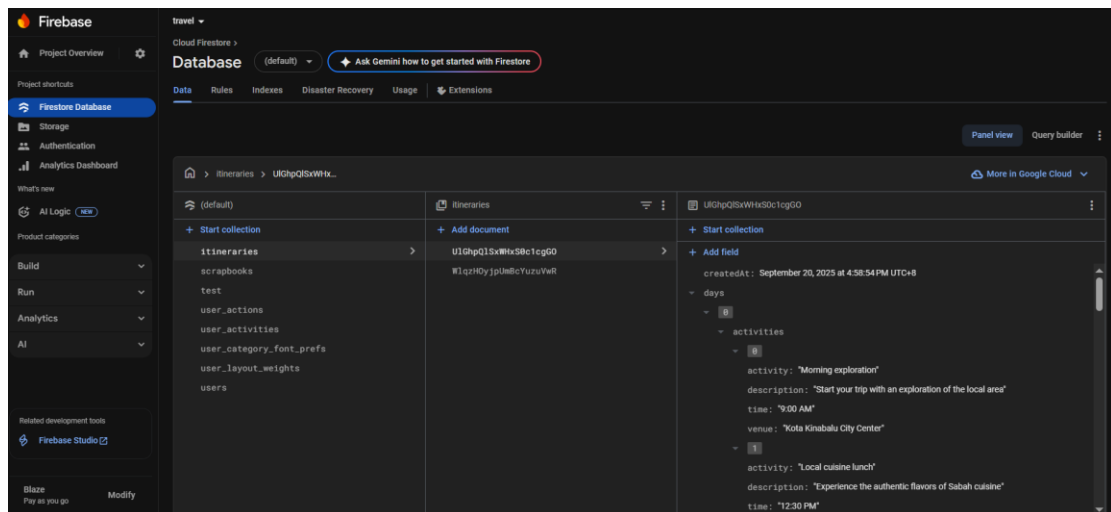 Firebase
Project Overview
Project shortcuts
Firestore Database
Storage
Authentication
Analytics Dashboard
What's new
AI Logic NEW
Product categories
Build
Run
Analytics
AI
Related development tools
Firebase Studio
Blaze
Pay as you go
Modify
travel
Cloud Firestore >
Database (default) Ask Gemini how to get started with Firestore
Data Rules Indexes Disaster Recovery Usage Extensions
Panel view Query builder
> itineraries > UlGhpQlSxWHx...
More in Google Cloud
(default)
+ Start collection
itineraries
scrapbooks
test
user_actions
user_activities
user_category_font_prefs
user_layout_weights
users
itineraries
+ Add document
UlGhpQlSxWHxS0c1cgGO
WlqzHOyjpUmBcYuzuVwR
UlGhpQlSxWHxS0c1cgGO
+ Start collection
+ Add field
createdAt: September 20, 2025 at 4:58:54 PM UTC+8
days
0
activities
0
activity: "Morning exploration"
description: "Start your trip with an exploration of the local area"
time: "9:00 AM"
venue: "Kota Kinabalu City Center"
1
activity: "Local cuisine lunch"
description: "Experience the authentic flavors of Sabah cuisine"
time: "12:30 PM"